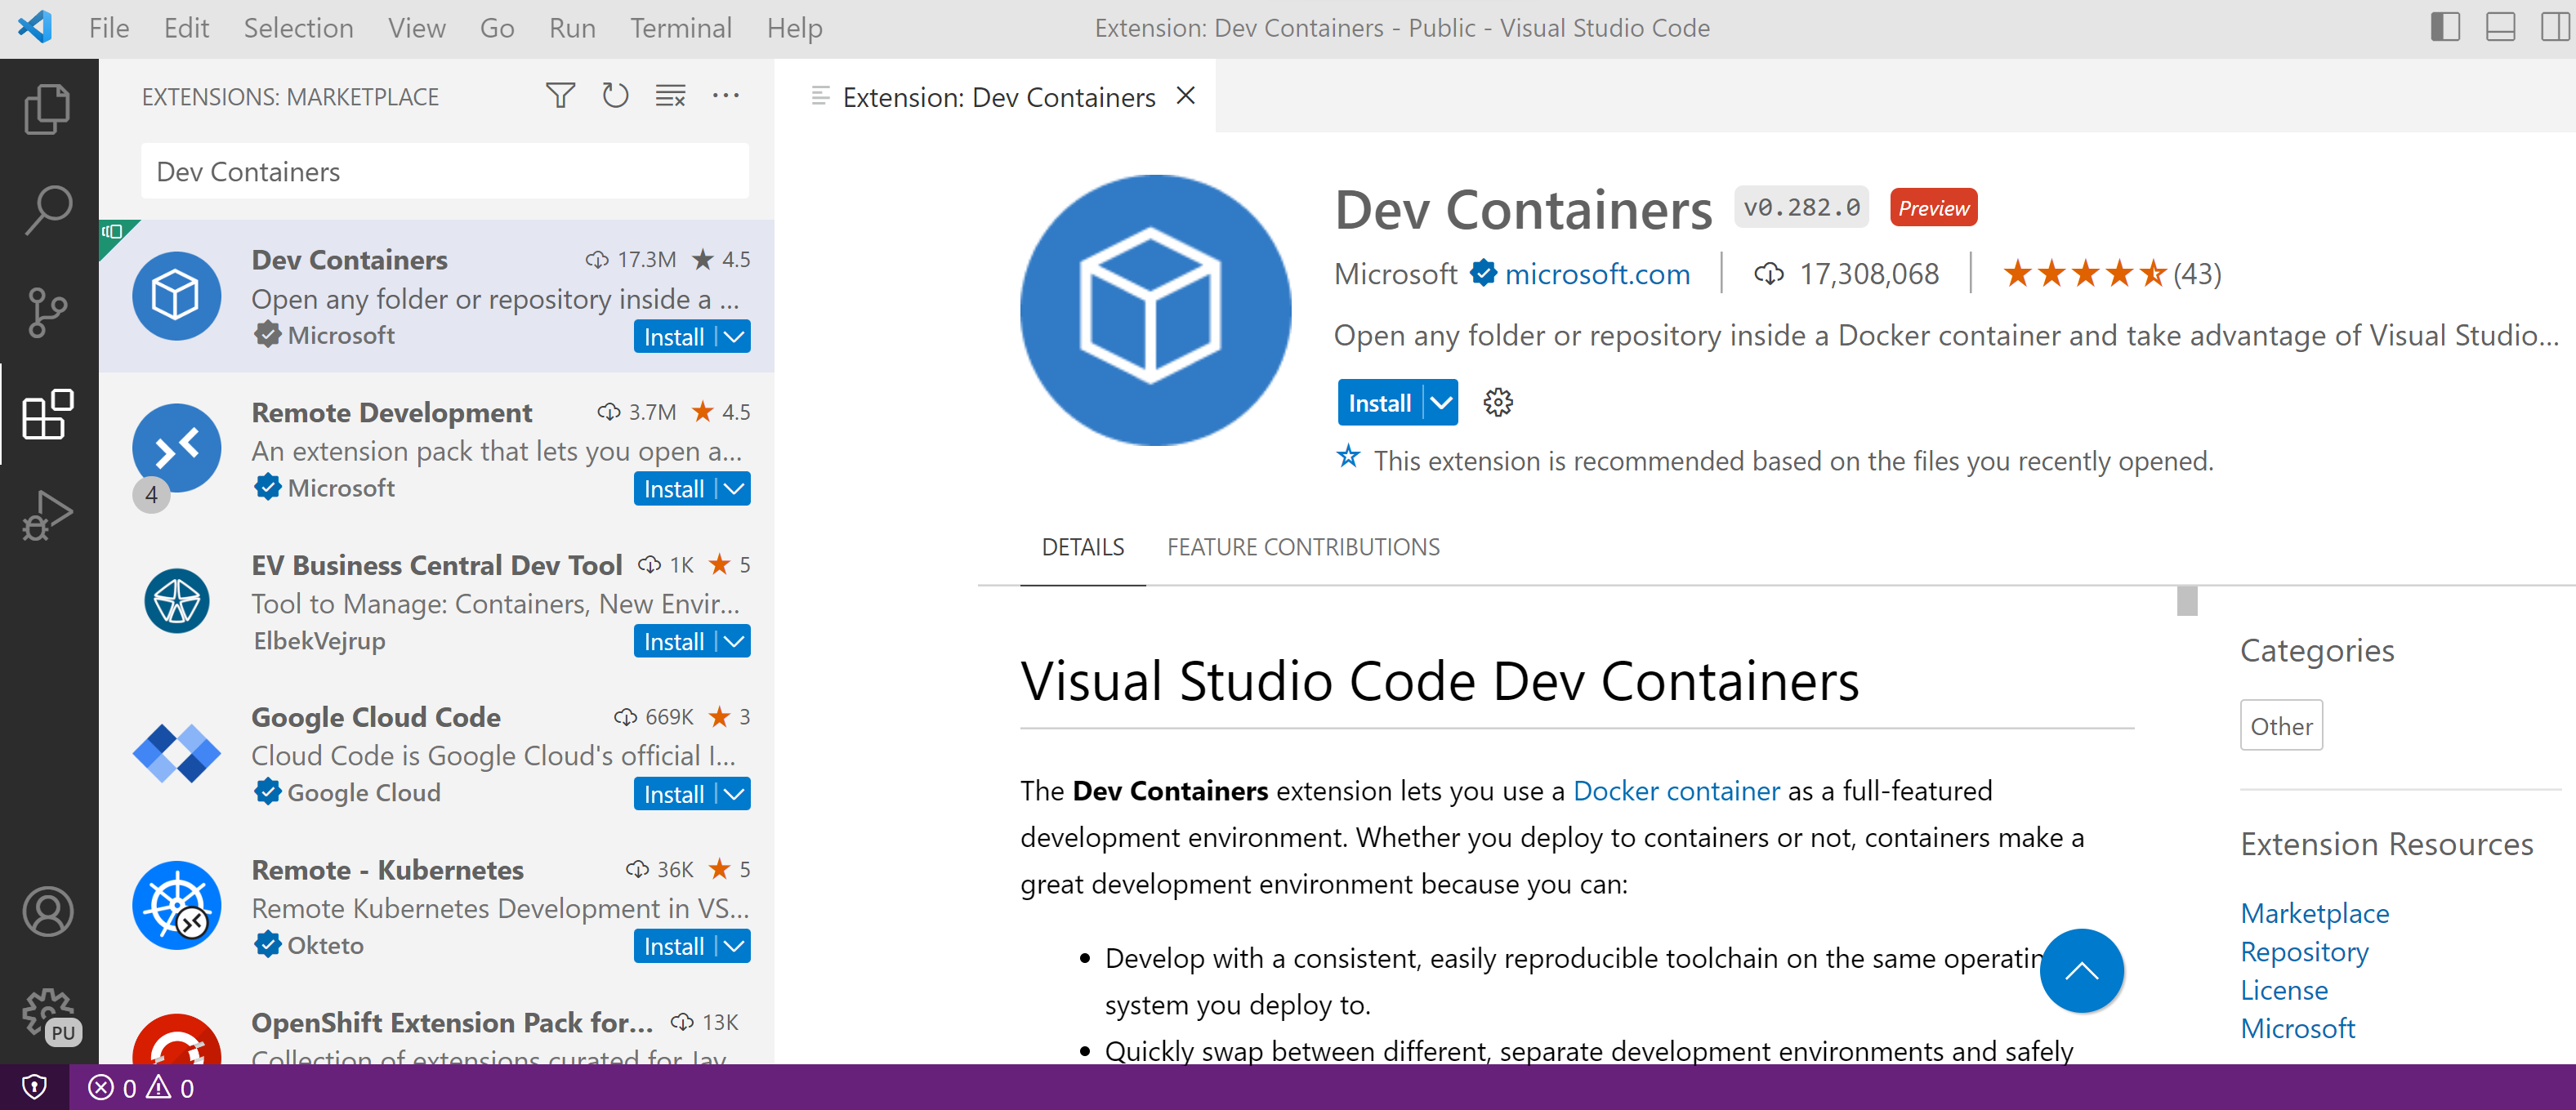 File Edit Selection View Go Run Terminal Help
Extension: Dev Containers - Public - Visual Studio Code
EXTENSIONS: MARKETPLACE
Dev Containers
Dev Containers 17.3M 4.5
Open any folder or repository inside a ...
Microsoft Install
Remote Development 3.7M 4.5
An extension pack that lets you open a...
4
Microsoft Install
EV Business Central Dev Tool 1K 5
Tool to Manage: Containers, New Envir...
ElbekVejrup Install
Google Cloud Code 669K 3
Cloud Code is Google Cloud's official I...
Google Cloud Install
Remote - Kubernetes 36K 5
Remote Kubernetes Development in VS...
Okteto Install
OpenShift Extension Pack for... 13K
Collection of extensions curated for Jav
PU
Extension: Dev Containers
Dev Containers v0.282.0 Preview
Microsoft microsoft.com 17,308,068 (43)
Open any folder or repository inside a Docker container and take advantage of Visual Studio...
Install
This extension is recommended based on the files you recently opened.
DETAILS FEATURE CONTRIBUTIONS
Visual Studio Code Dev Containers
The Dev Containers extension lets you use a Docker container as a full-featured
development environment. Whether you deploy to containers or not, containers make a
great development environment because you can:
• Develop with a consistent, easily reproducible toolchain on the same operatin
system you deploy to.
• Quickly swap between different, separate development environments and safely
Categories
Other
Extension Resources
Marketplace
Repository
License
Microsoft
0 0